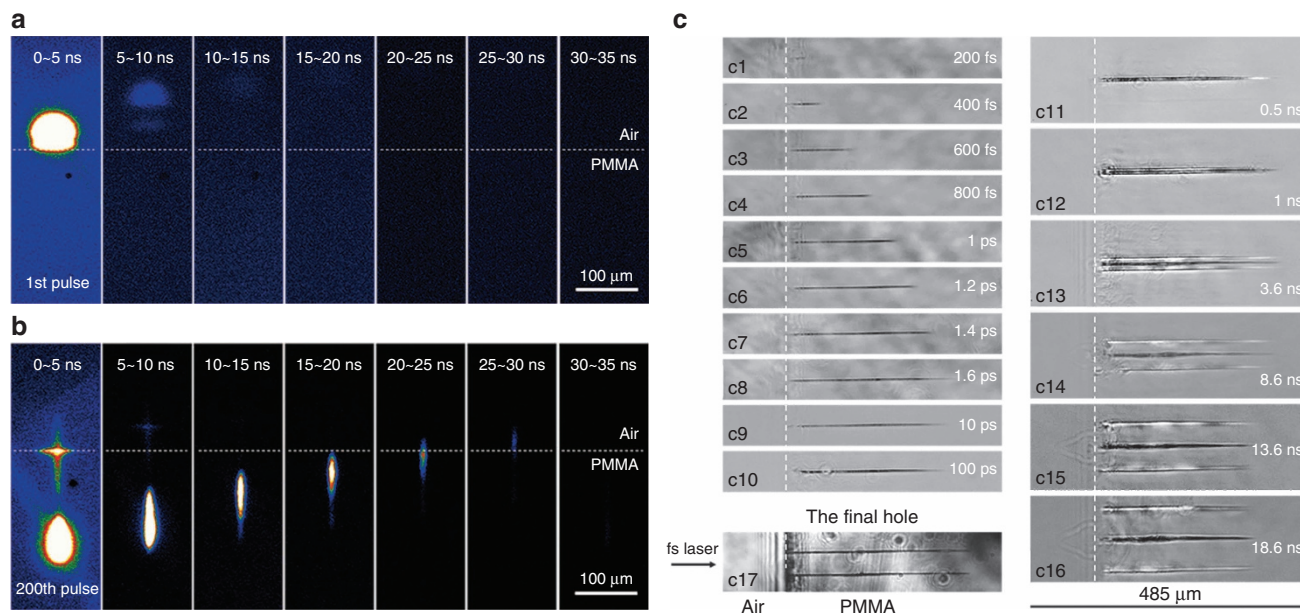 a
0~5 ns 5~10 ns 10~15 ns 15~20 ns 20~25 ns 25~30 ns 30~35 ns
Air
PMMA
1st pulse
100 μm
b
0~5 ns 5~10 ns 10~15 ns 15~20 ns 20~25 ns 25~30 ns 30~35 ns
Air
PMMA
200th pulse
100 μm
c
c1 200 fs
c2 400 fs
c3 600 fs
c4 800 fs
c5 1 ps
c6 1.2 ps
c7 1.4 ps
c8 1.6 ps
c9 10 ps
c10 100 ps
The final hole
fs laser
c17
Air PMMA
c11 0.5 ns
c12 1 ns
c13 3.6 ns
c14 8.6 ns
c15 13.6 ns
c16 18.6 ns
485 μm